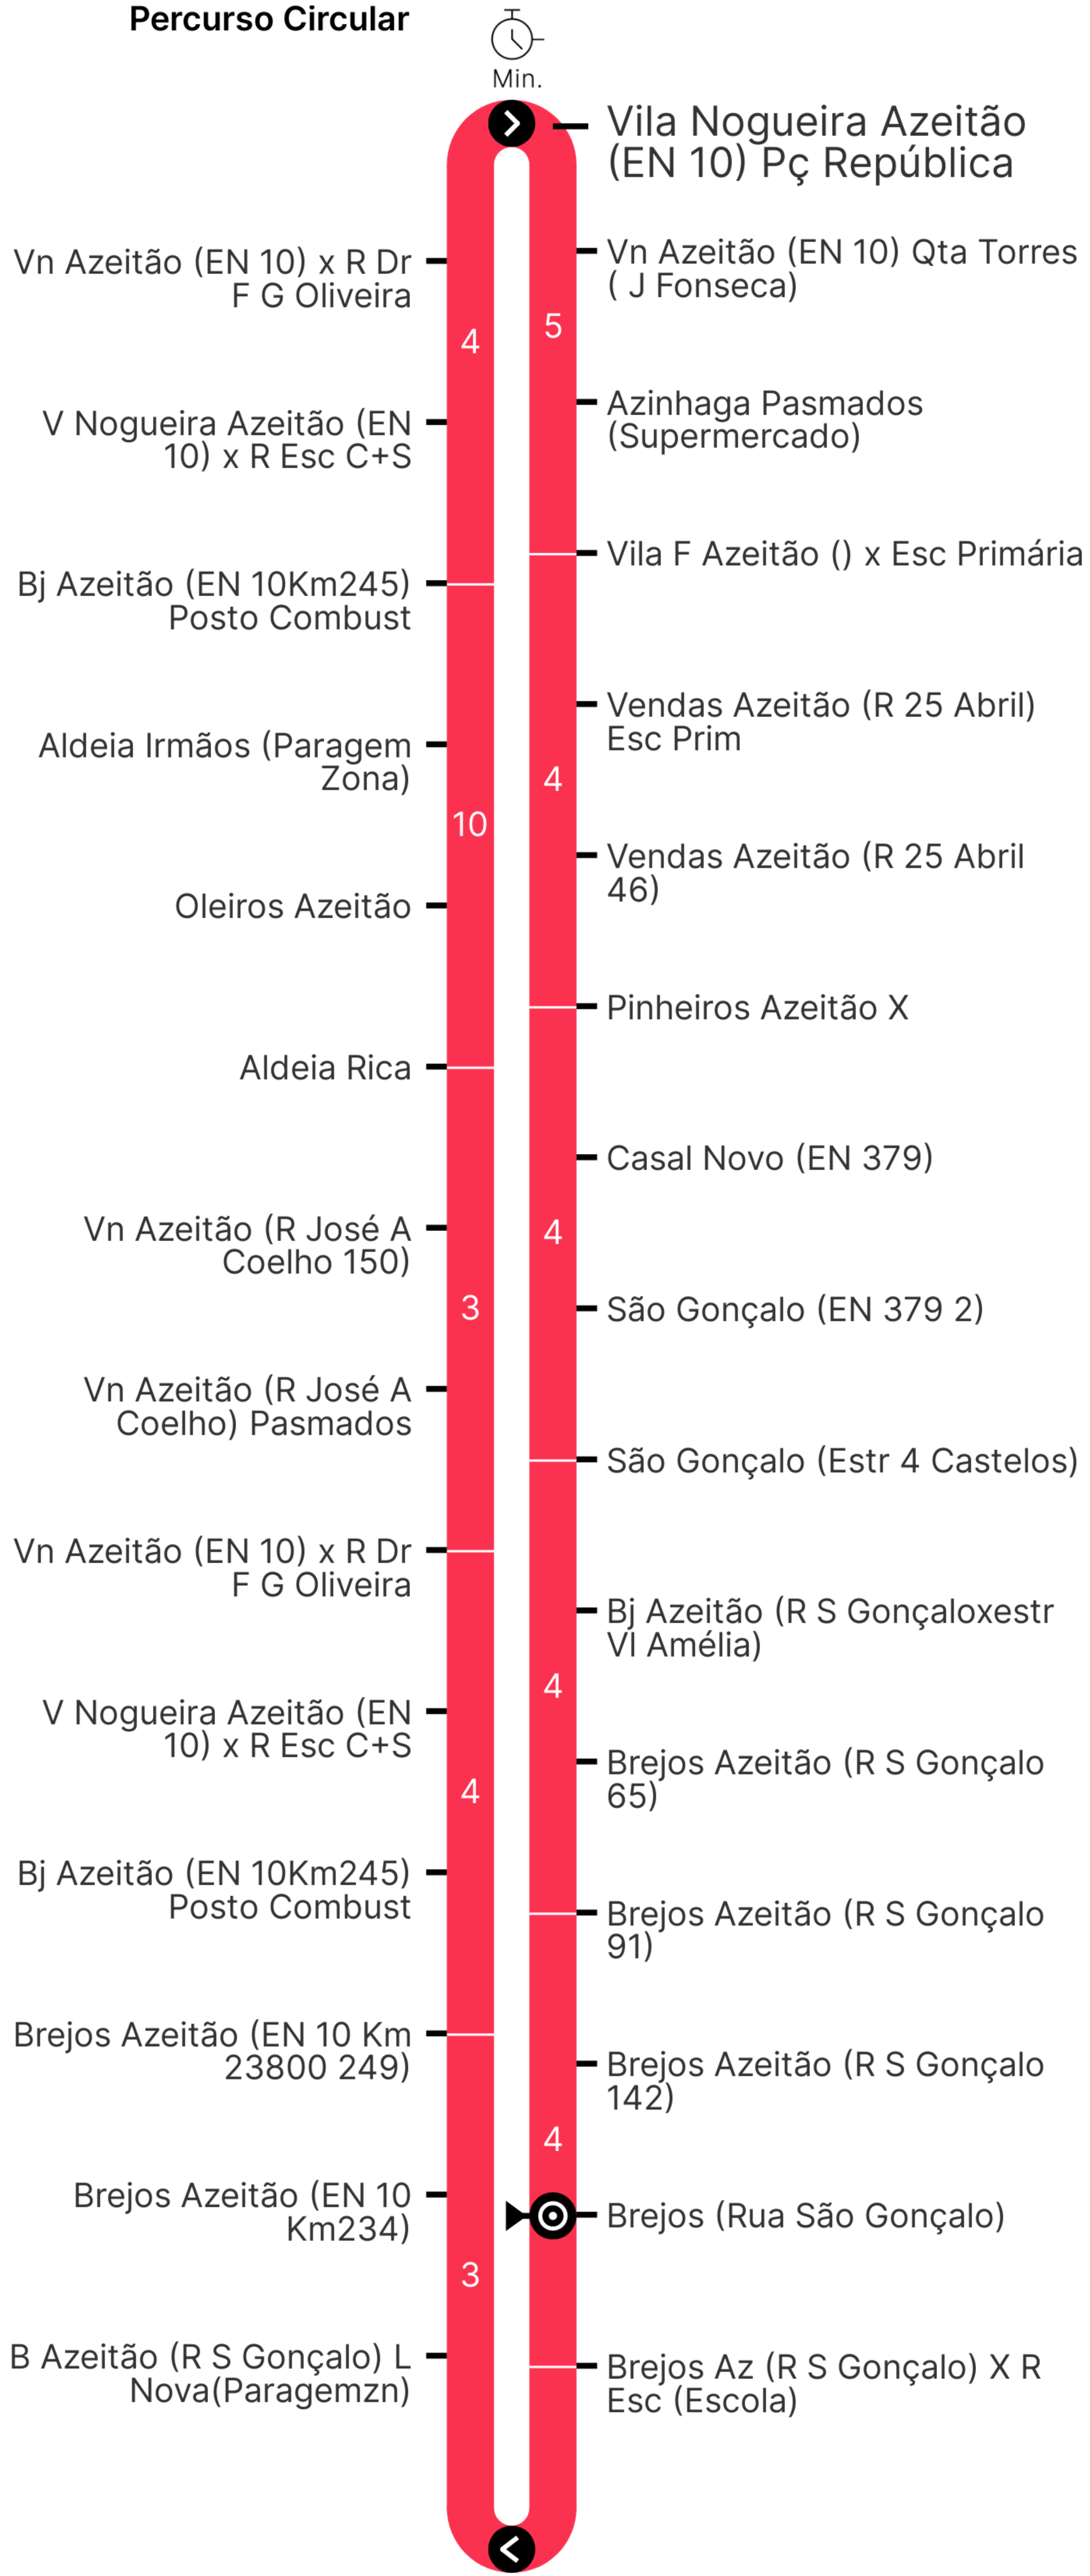 Percurso Circular
Min.
Vila Nogueira Azeitão
(EN 10) Pç República
Vn Azeitão (EN 10) Qta Torres
( J Fonseca)
5
Azinhaga Pasmados
(Supermercado)
Vila F Azeitão () x Esc Primária
Vendas Azeitão (R 25 Abril)
Esc Prim
4
Vendas Azeitão (R 25 Abril
46)
Pinheiros Azeitão X
Casal Novo (EN 379)
4
São Gonçalo (EN 379 2)
São Gonçalo (Estr 4 Castelos)
Bj Azeitão (R S Gonçaloxestr
Vl Amélia)
4
Brejos Azeitão (R S Gonçalo
65)
Brejos Azeitão (R S Gonçalo
91)
Brejos Azeitão (R S Gonçalo
142)
4
Brejos (Rua São Gonçalo)
Brejos Az (R S Gonçalo) X R
Esc (Escola)
Vn Azeitão (EN 10) x R Dr
F G Oliveira
4
V Nogueira Azeitão (EN
10) x R Esc C+S
Bj Azeitão (EN 10Km245)
Posto Combust
Aldeia Irmãos (Paragem
Zona)
10
Oleiros Azeitão
Aldeia Rica
Vn Azeitão (R José A
Coelho 150)
3
Vn Azeitão (R José A
Coelho) Pasmados
Vn Azeitão (EN 10) x R Dr
F G Oliveira
V Nogueira Azeitão (EN
10) x R Esc C+S
4
Bj Azeitão (EN 10Km245)
Posto Combust
Brejos Azeitão (EN 10 Km
23800 249)
Brejos Azeitão (EN 10
Km234)
3
B Azeitão (R S Gonçalo) L
Nova(Paragemzn)